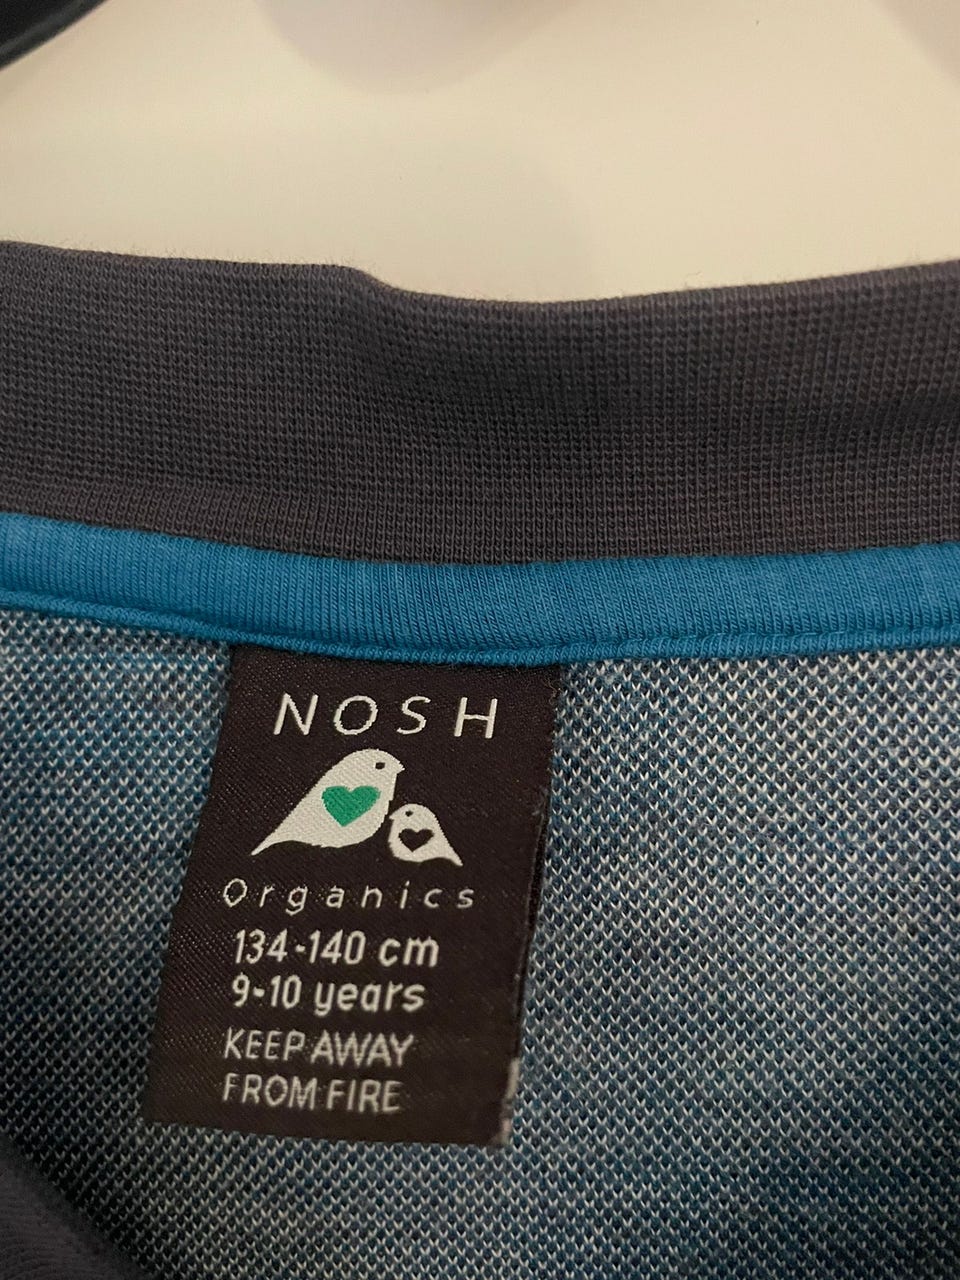 NOSH
Organics
134-140 cm
9-10 years
KEEP AWAY
FROM FIRE